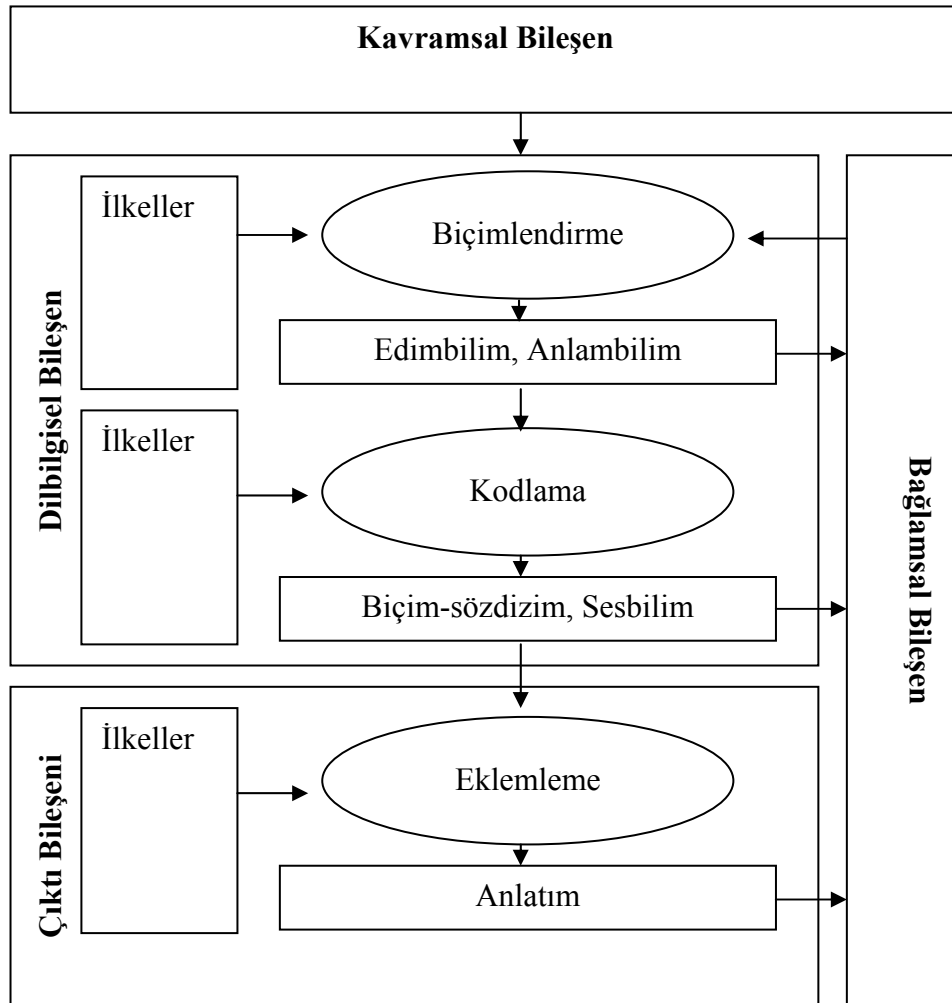 Kavramsal Bileşen
Dilbilgisel Bileşen
İlkeller
Biçimlendirme
Edimbilim, Anlambilim
İlkeller
Kodlama
Biçim-sözdizim, Sesbilim
Bağlamsal Bileşen
Çıktı Bileşeni
İlkeller
Eklemleme
Anlatım